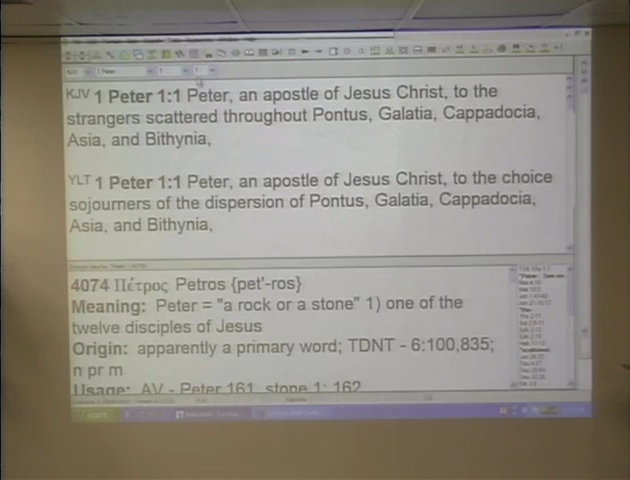 KJV 1 Peter 1:1 Peter, an apostle of Jesus Christ, to the
strangers scattered throughout Pontus, Galatia, Cappadocia,
Asia, and Bithynia,
YLT 1 Peter 1:1 Peter, an apostle of Jesus Christ, to the choice
sojourners of the dispersion of Pontus, Galatia, Cappadocia,
Asia, and Bithynia,
4074 Πέτρος Petros {pet'-ros}
Meaning: Peter = "a rock or a stone" 1) one of the
twelve disciples of Jesus
Origin: apparently a primary word; TDNT - 6:100,835;
n pr m
Usage: AV - Peter 161, stone 1; 162